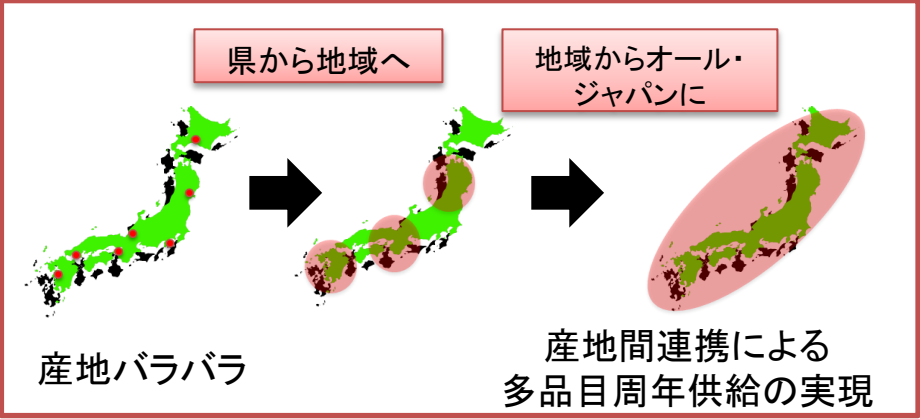 県から地域へ
地域からオール・
ジャパンに
産地バラバラ
産地間連携による
多品目周年供給の実現